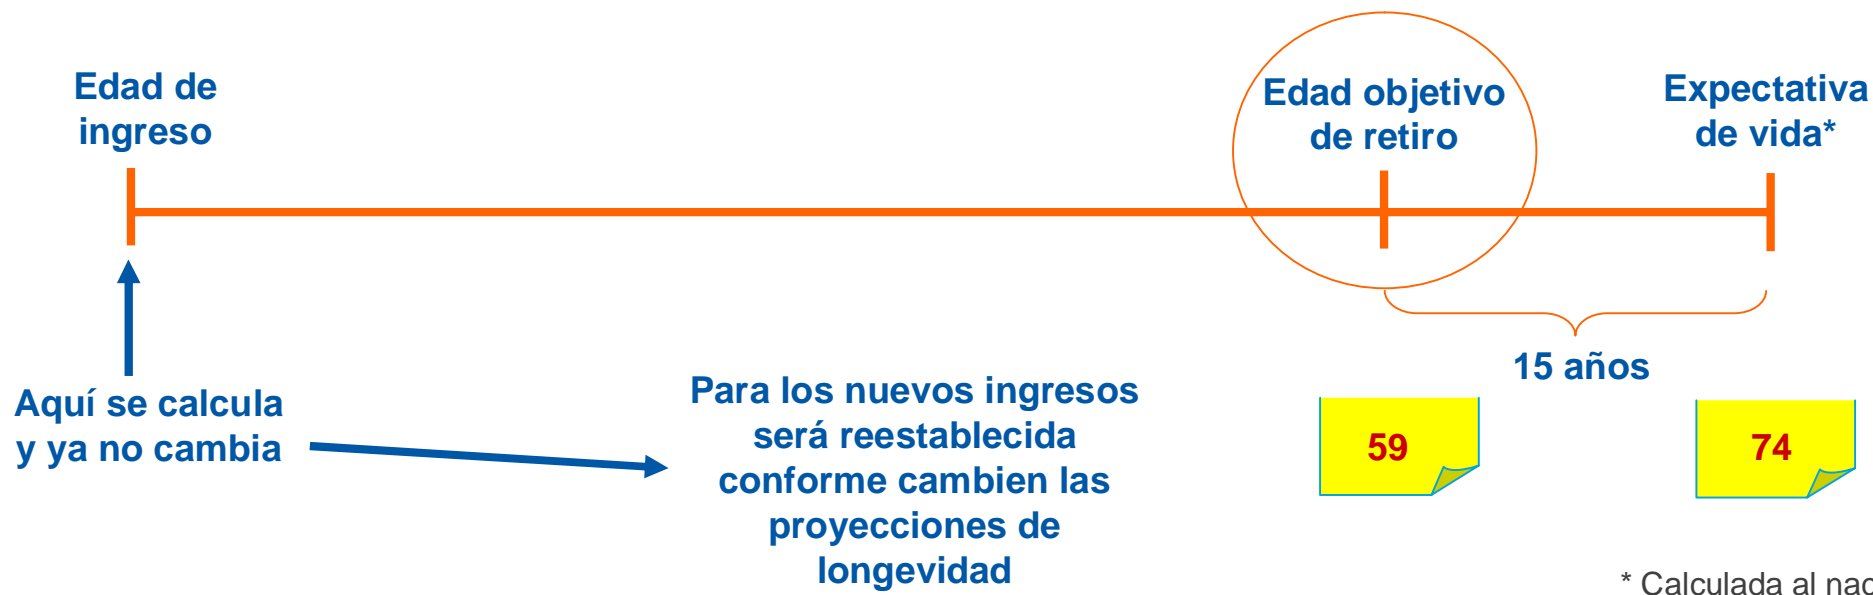 Edad de
ingreso
Edad objetivo
de retiro
Expectativa
de vida*
Aquí se calcula
y ya no cambia
Para los nuevos ingresos
será reestablecida
conforme cambien las
proyecciones de
longevidad
15 años
59
74
* Calculada al